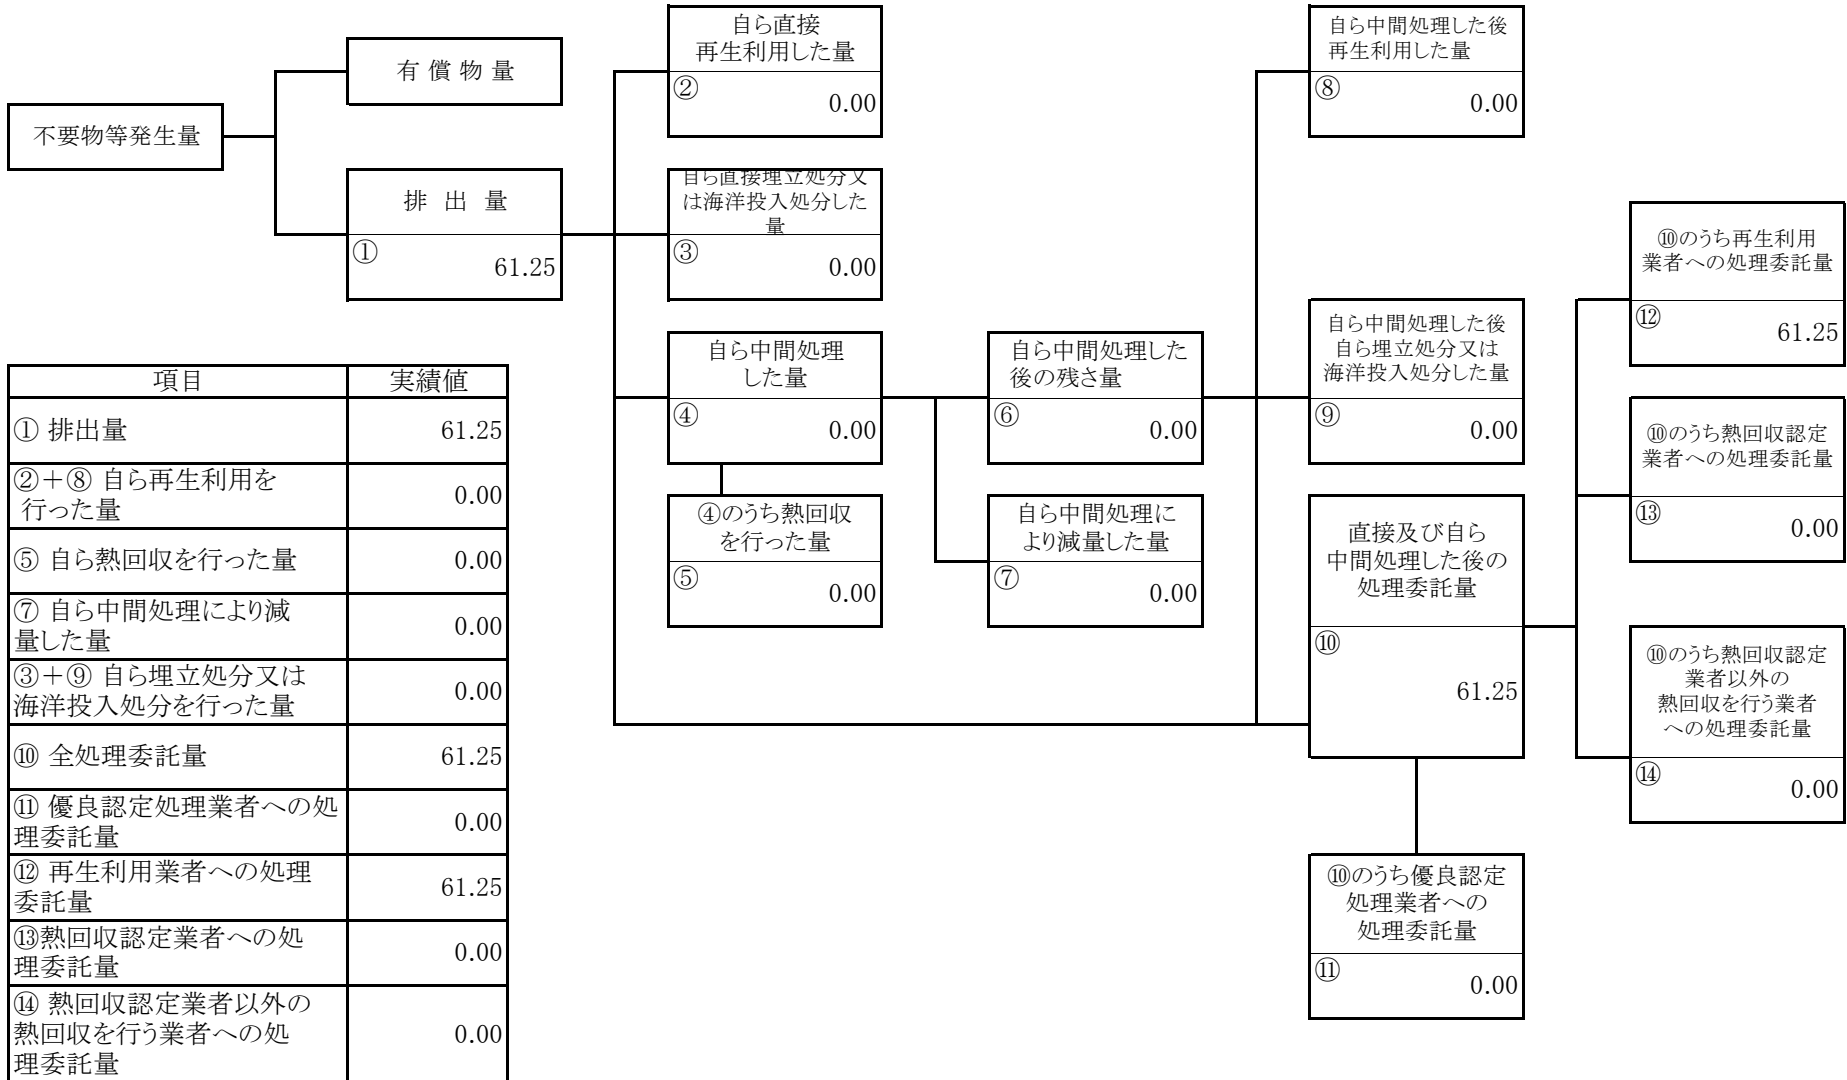 不要物等発生量
有 償 物 量
排 出 量
①
61.25
自ら直接
再生利用した量
②
0.00
自ら直接埋立処分又
は海洋投入処分した
量
③
0.00
自ら中間処理
した量
④
0.00
④のうち熱回収
を行った量
⑤
0.00
自ら中間処理した
後の残さ量
⑥
0.00
自ら中間処理に
より減量した量
⑦
0.00
自ら中間処理した後
再生利用した量
⑧
0.00
自ら中間処理した後
自ら埋立処分又は
海洋投入処分した量
⑨
0.00
直接及び自ら
中間処理した後の
処理委託量
⑩
61.25
⑩のうち優良認定
処理業者への
処理委託量
⑪
0.00
⑩のうち再生利用
業者への処理委託量
⑫
61.25
⑩のうち熱回収認定
業者への処理委託量
⑬
0.00
⑩のうち熱回収認定
業者以外の
熱回収を行う業者
への処理委託量
⑭
0.00
項目 実績値
① 排出量 61.25
②＋⑧ 自ら再生利用を
行った量 0.00
⑤ 自ら熱回収を行った量 0.00
⑦ 自ら中間処理により減
量した量 0.00
③＋⑨ 自ら埋立処分又は
海洋投入処分を行った量 0.00
⑩ 全処理委託量 61.25
⑪ 優良認定処理業者への処
理委託量 0.00
⑫ 再生利用業者への処理
委託量 61.25
⑬熱回収認定業者への処
理委託量 0.00
⑭ 熱回収認定業者以外の
熱回収を行う業者への処
理委託量 0.00